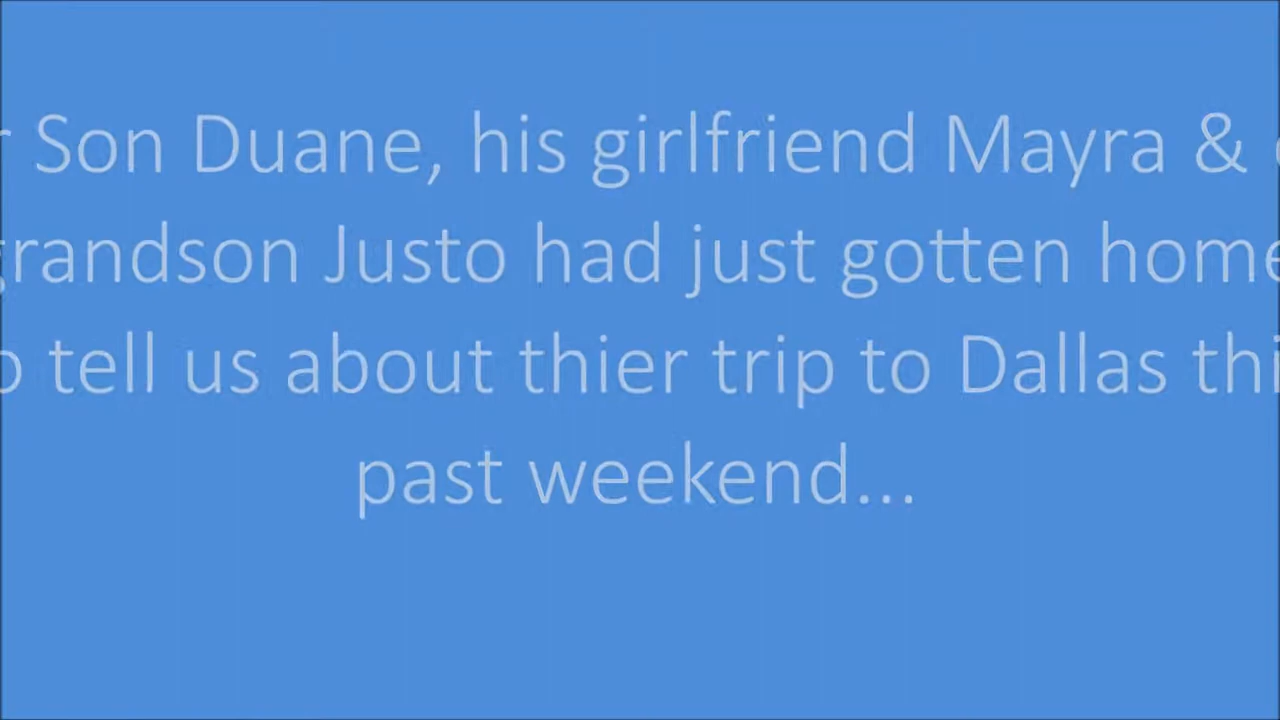 Son Duane, his girlfriend Mayra &
grandson Justo had just gotten home
tell us about thier trip to Dallas
past weekend...